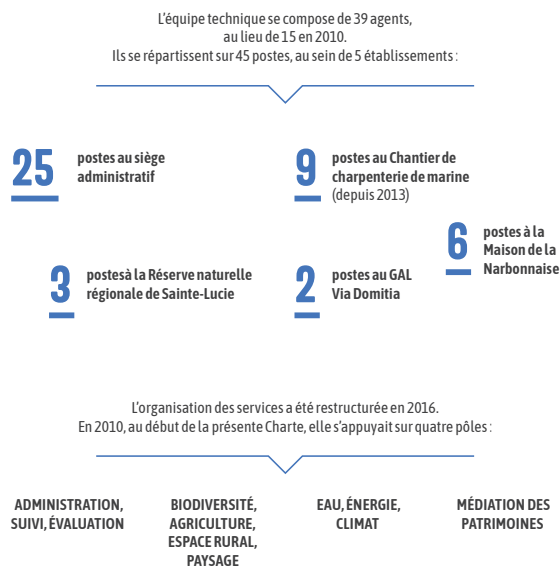 L'équipe technique se compose de 39 agents,
au lieu de 15 en 2010.
Ils se répartissent sur 45 postes, au sein de 5 établissements :
25
postes au siège
administratif
9
postes au Chantier de
charpenterie de marine
(depuis 2013)
6
postes à la
Maison de la
Narbonnaise
3
postesà la Réserve naturelle
régionale de Sainte-Lucie
2
postes au GAL
Via Domitia
L'organisation des services a été restructurée en 2016.
En 2010, au début de la présente Charte, elle s'appuyait sur quatre pôles :
ADMINISTRATION,
SUIVI, ÉVALUATION
BIODIVERSITÉ,
AGRICULTURE,
ESPACE RURAL,
PAYSAGE
EAU, ÉNERGIE,
CLIMAT
MÉDIATION DES
PATRIMOINES